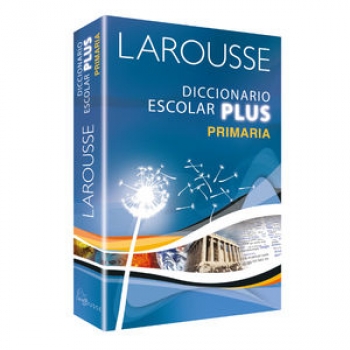 LAROUSSE
DICCIONARIO
ESCOLAR PLUS
PRIMARIA
DICCIONARIO
ESCOLAR PLUS
PRIMARIA
LAROUSSE